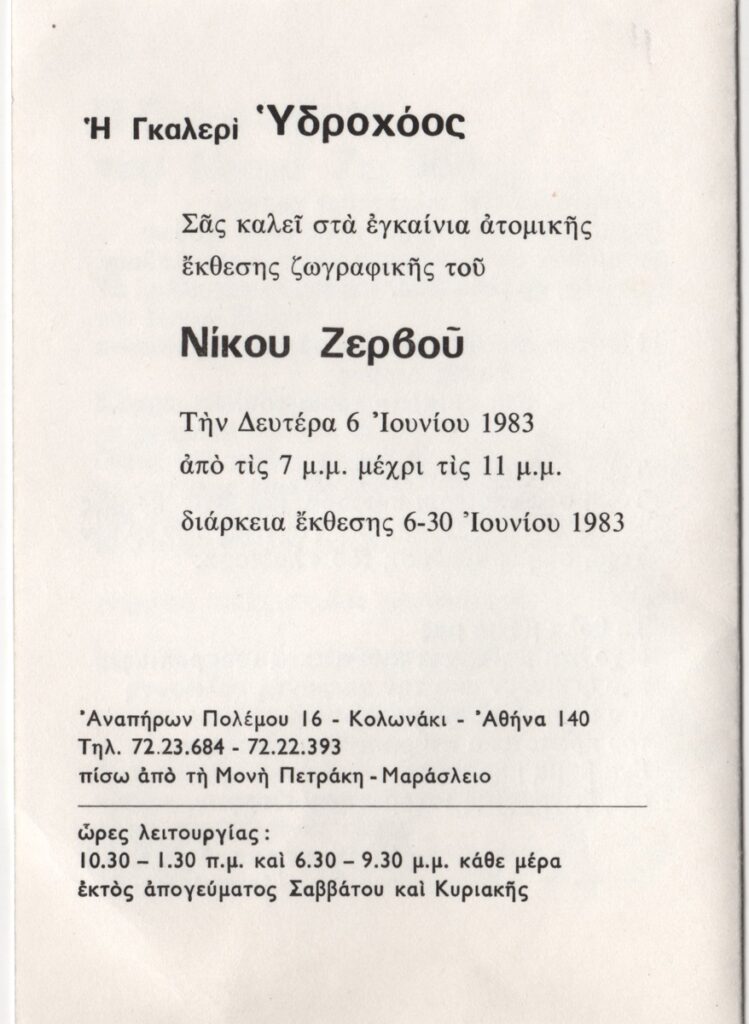 Ἡ Γκαλερὶ Ὑδροχόος
Σᾶς καλεῖ στὰ ἐγκαίνια ἀτομικῆς
ἔκθεσης ζωγραφικῆς τοῦ
Νίκου Ζερβοῦ
Τὴν Δευτέρα 6 Ἰουνίου 1983
ἀπὸ τὶς 7 μ.μ. μέχρι τὶς 11 μ.μ.
διάρκεια ἔκθεσης 6-30 Ἰουνίου 1983
Ἀναπήρων Πολέμου 16 - Κολωνάκι - Ἀθήνα 140
Τηλ. 72.23.684 - 72.22.393
πίσω ἀπὸ τὴ Μονὴ Πετράκη - Μαράσλειο
ὧρες λειτουργίας :
10.30 – 1.30 π.μ. καὶ 6.30 – 9.30 μ.μ. κάθε μέρα
ἐκτὸς ἀπογεύματος Σαββάτου καὶ Κυριακῆς